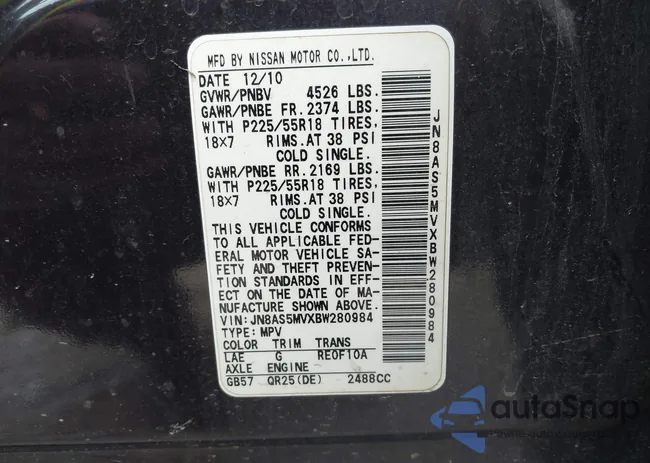 MFD BY NISSAN MOTOR CO.,LTD.
DATE 12/10
GVWR/PNBV 4526 LBS.
GAWR/PNBE FR. 2374 LBS.
WITH P225/55R18 TIRES,
18X7 RIMS.AT 38 PSI
COLD SINGLE.
GAWR/PNBE RR. 2169 LBS.
WITH P225/55R18 TIRES,
18X7 RIMS.AT 38 PSI
COLD SINGLE.
THIS VEHICLE CONFORMS
TO ALL APPLICABLE FED-
ERAL MOTOR VEHICLE SA-
FETY AND THEFT PREVEN-
TION STANDARDS IN EFF-
ECT ON THE DATE OF MA-
NUFACTURE SHOWN ABOVE.
VIN:JN8AS5MVXBW280984
TYPE:MPV
COLOR TRIM TRANS
LAE G RE0F10A
AXLE ENGINE
GB57 QR25(DE) 2488CC
JN8AS5MVXBW280984
autoSnap